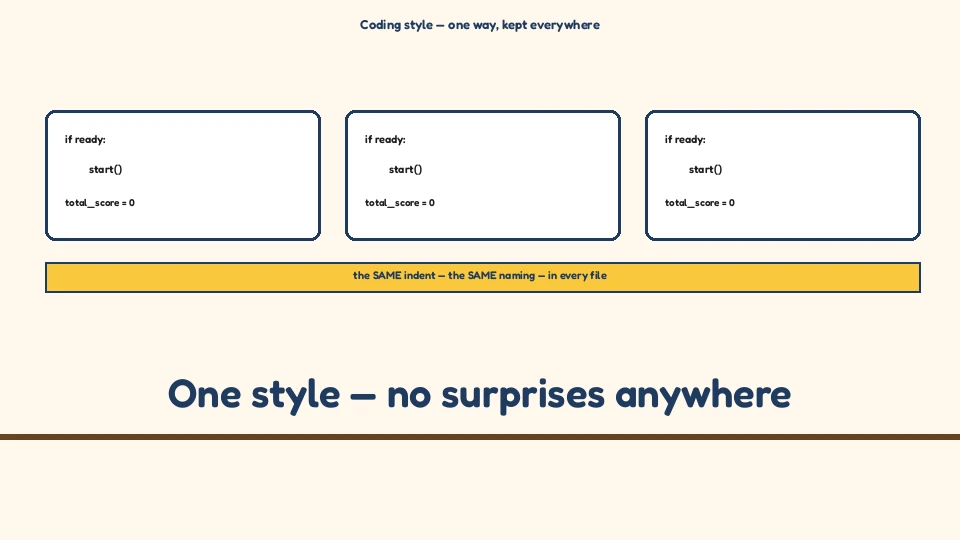 Coding style — one way, kept everywhere
if ready:
start()
total_score = 0
if ready:
start()
total_score = 0
if ready:
start()
total_score = 0
the SAME indent — the SAME naming — in every file
One style — no surprises anywhere